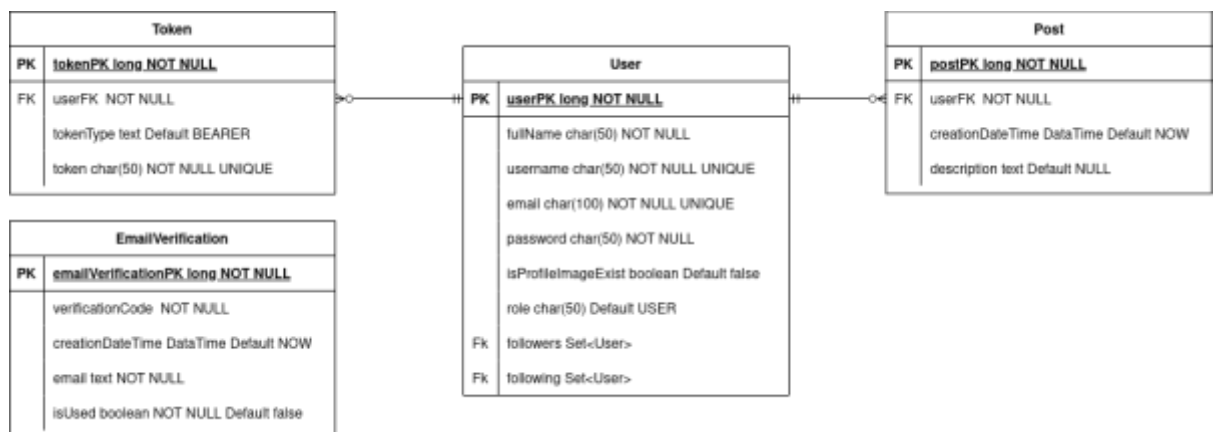 Token
PK tokenPK long NOT NULL
FK userFK NOT NULL
tokenType text Default BEARER
token char(50) NOT NULL UNIQUE
EmailVerification
PK emailVerificationPK long NOT NULL
verificationCode NOT NULL
creationDateTime DataTime Default NOW
email text NOT NULL
isUsed boolean NOT NULL Default false
User
PK userPK long NOT NULL
fullName char(50) NOT NULL
username char(50) NOT NULL UNIQUE
email char(100) NOT NULL UNIQUE
password char(50) NOT NULL
isProfileImageExist boolean Default false
role char(50) Default USER
Fk followers Set<User>
Fk following Set<User>
Post
PK postPK long NOT NULL
FK userFK NOT NULL
creationDateTime DataTime Default NOW
description text Default NULL